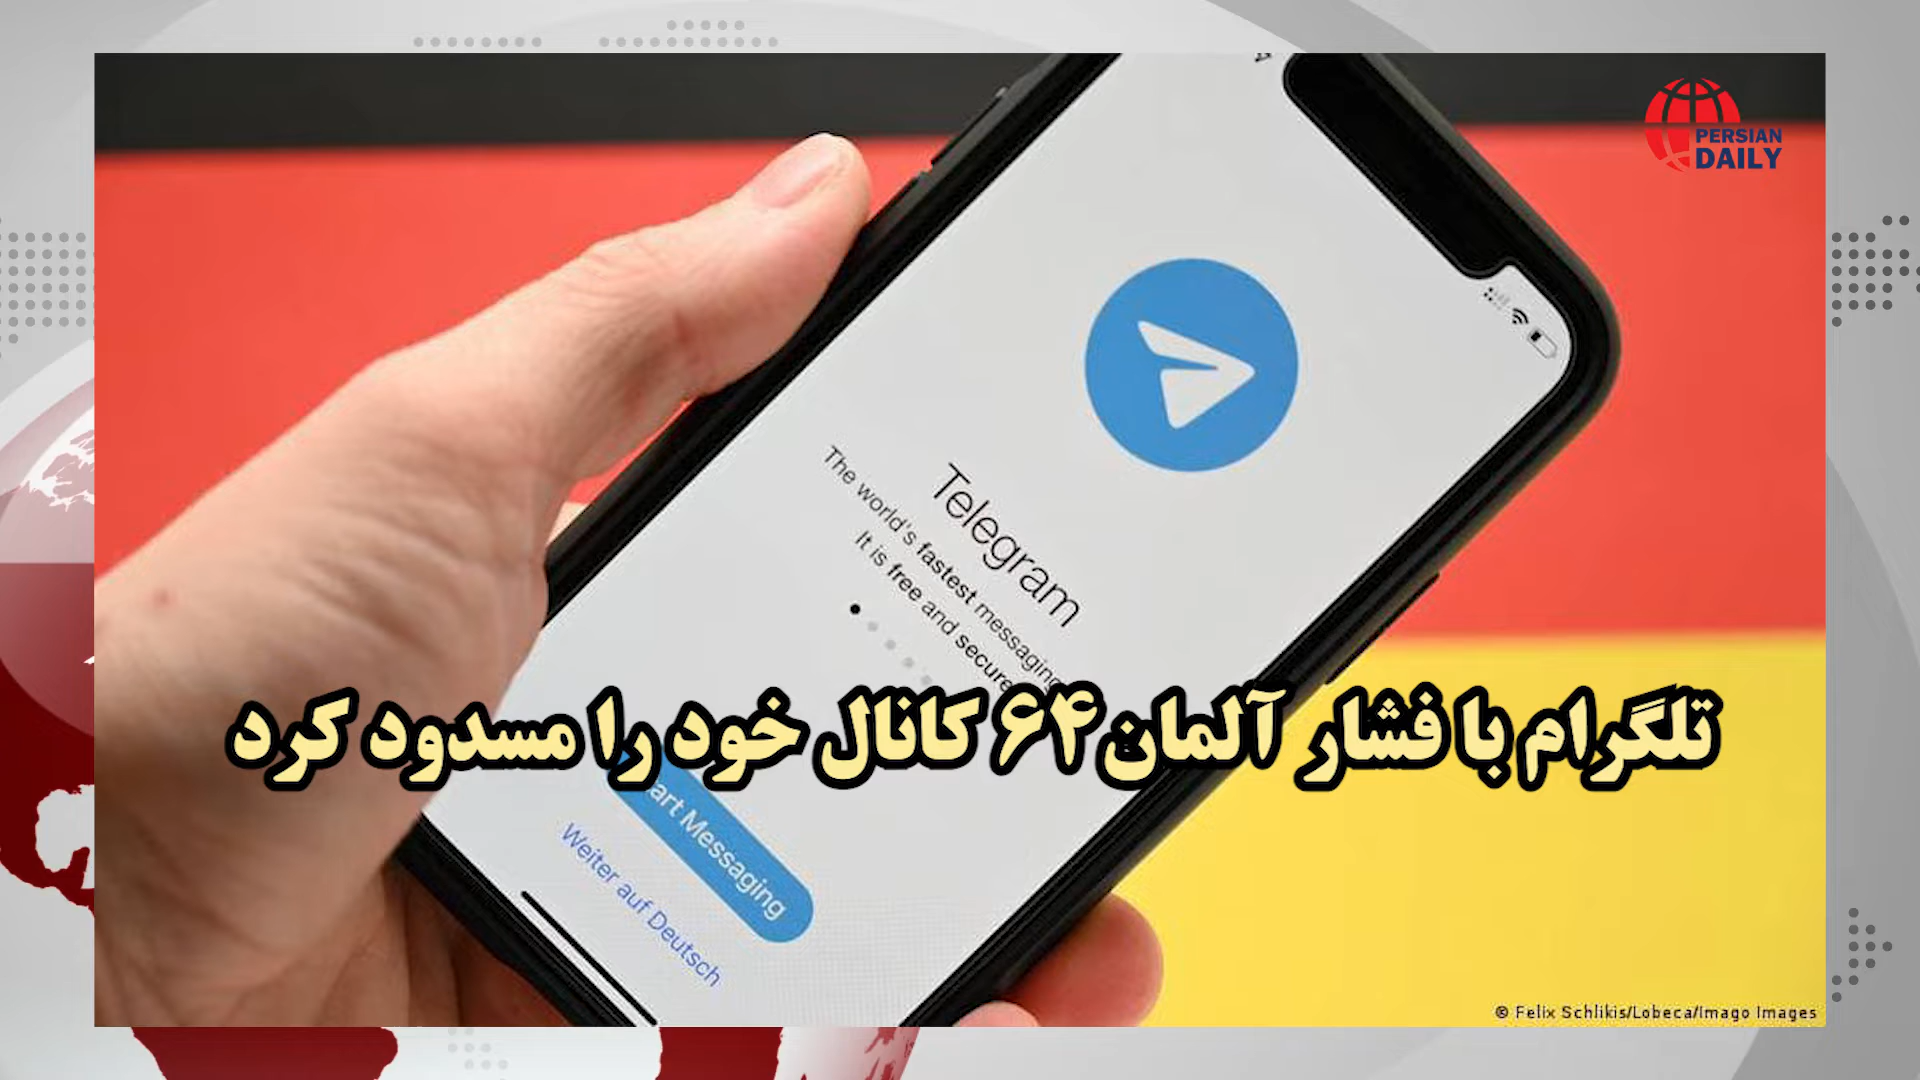 PERSIAN
DAILY
Telegram
The world's fastest messaging
It is free and secure
تلگرام با فشار آلمان ۶۴ کانال خود را مسدود کرد
art Messaging
Weiter auf Deutsch
© Felix Schlikis/Lobeca/Imago Images